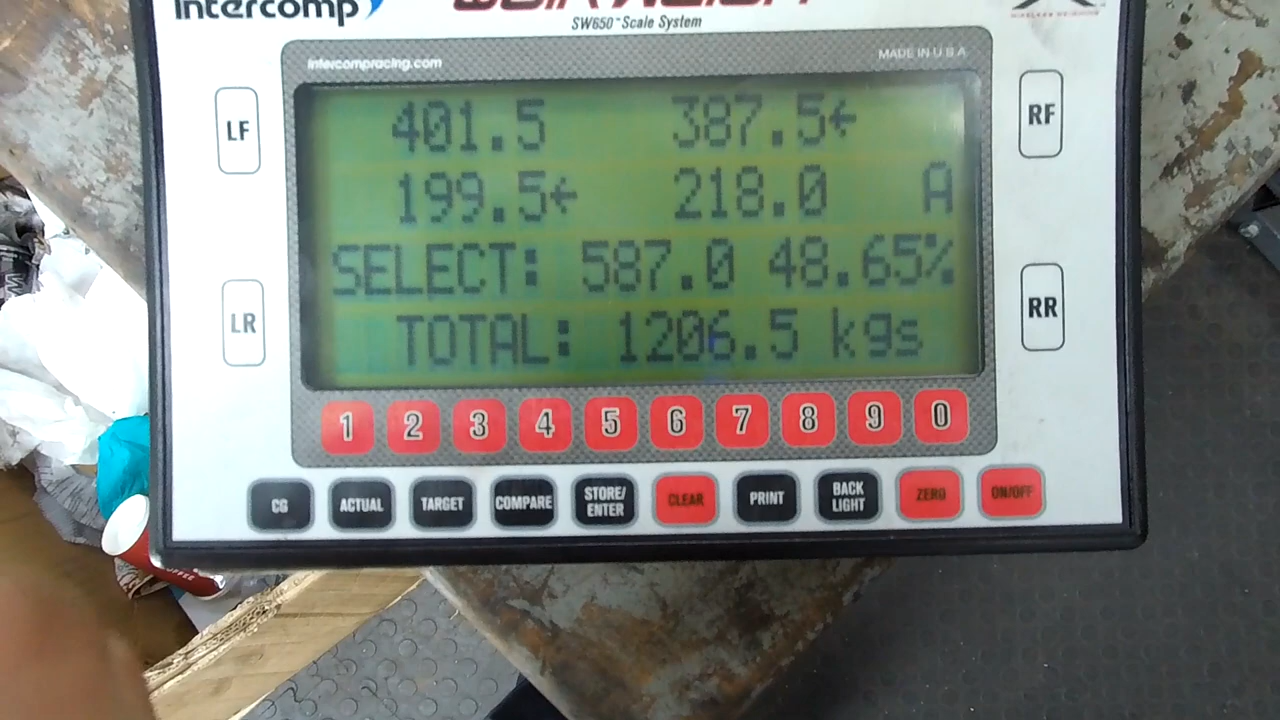 Intercomp
SW650™Scale System
intercompracing.com
MADE IN U.S.A
LF
401.5 387.5←
RF
199.5← 218.0 A
SELECT: 587.0 48.65%
LR
TOTAL: 1206.5 kgs
RR
1 2 3 4 5 6 7 8 9 0
CG
ACTUAL
TARGET
COMPARE
STORE/
ENTER
CLEAR
PRINT
BACK
LIGHT
ZERO
ON/OFF